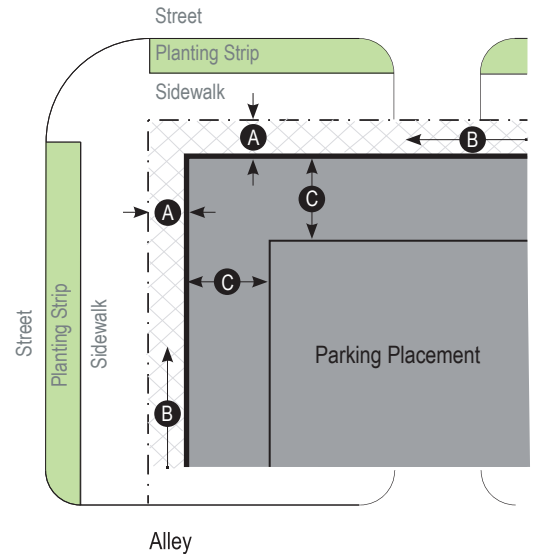 Street
Planting Strip
Sidewalk
A
B
C
A
C
Parking Placement
B
Street
Planting Strip
Sidewalk
Alley